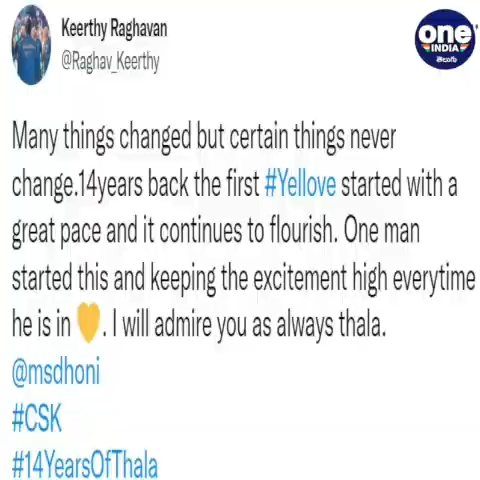 Keerthy Raghavan
@Raghav_Keerthy
one
INDIA
తెలుగు
Many things changed but certain things never
change.14years back the first #Yellove started with a
great pace and it continues to flourish. One man
started this and keeping the excitement high everytime
he is in 💛. I will admire you as always thala.
@msdhoni
#CSK
#14YearsOfThala